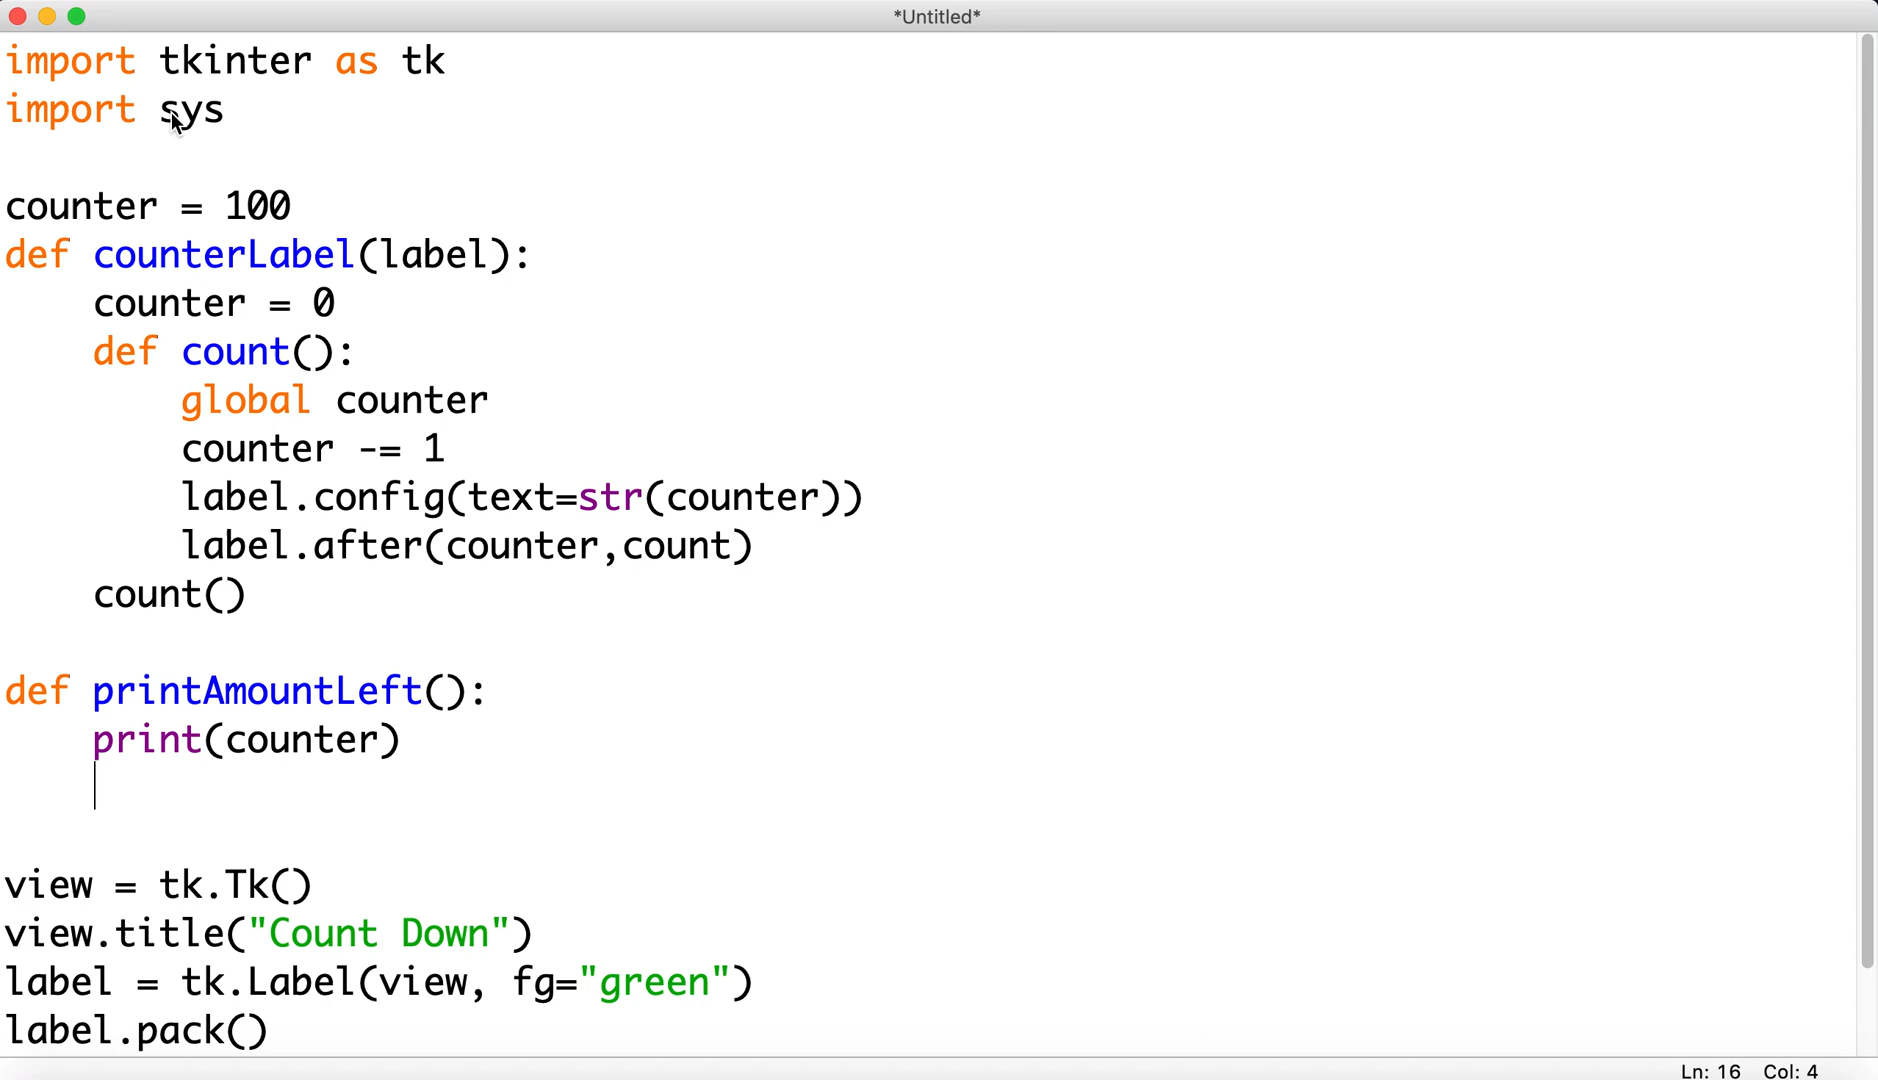 *Untitled*
import tkinter as tk
import sys
counter = 100
def counterLabel(label):
    counter = 0
    def count():
        global counter
        counter -= 1
        label.config(text=str(counter))
        label.after(counter,count)
    count()
def printAmountLeft():
    print(counter)
view = tk.Tk()
view.title("Count Down")
label = tk.Label(view, fg="green")
label.pack()
Ln: 16 Col: 4